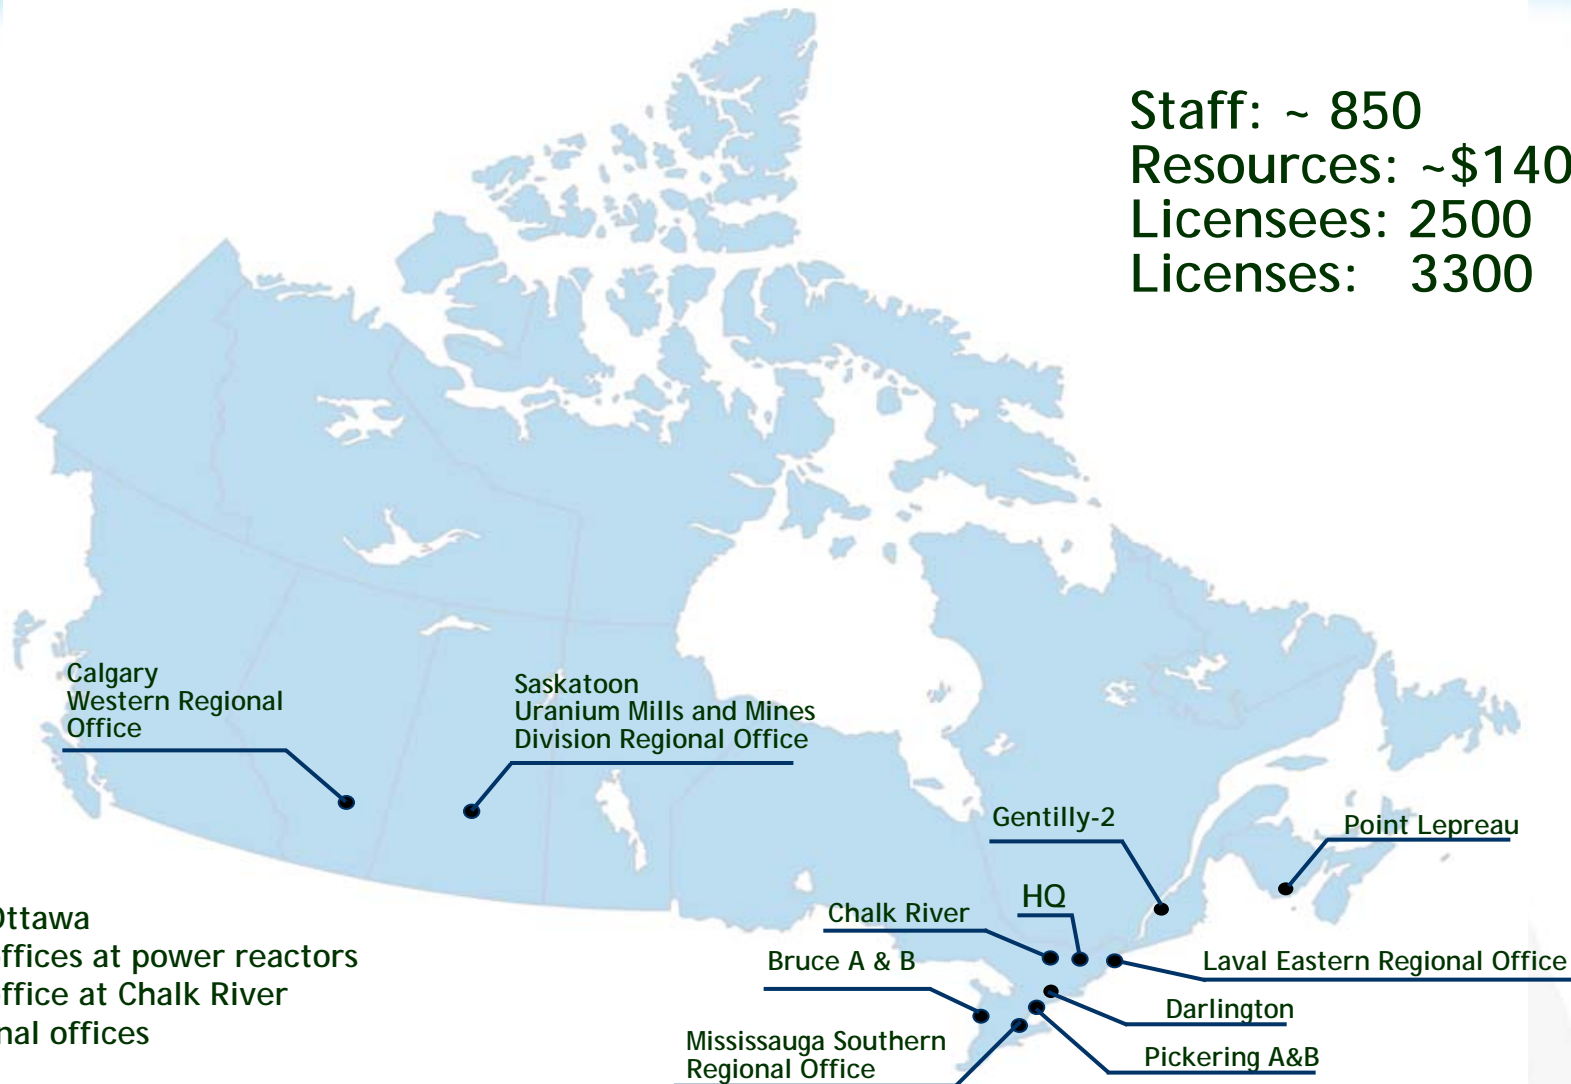 Staff: ~ 850
Resources: ~$140
Licensees: 2500
Licenses: 3300
Calgary
Western Regional
Office
Saskatoon
Uranium Mills and Mines
Division Regional Office
Gentilly-2
Point Lepreau
HQ
Chalk River
Bruce A & B
Laval Eastern Regional Office
Darlington
Mississauga Southern
Regional Office
Pickering A&B
Ottawa
ffices at power reactors
ffice at Chalk River
nal offices